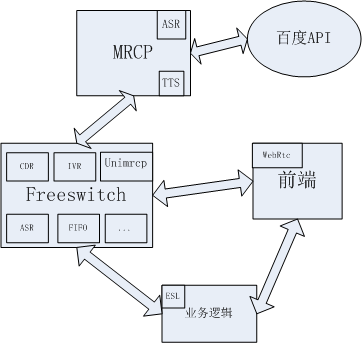 ASR
MRCP
百度API
TTS
CDR
IVR
Unimrcp
WebRtc
Freeswitch
前端
ASR
FIFO
...
ESL
业务逻辑